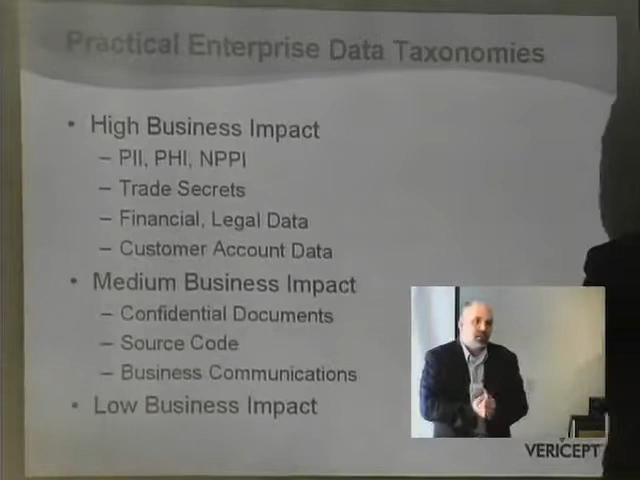 Practical Enterprise Data Taxonomies
• High Business Impact
– PII, PHI, NPPI
– Trade Secrets
– Financial, Legal Data
– Customer Account Data
• Medium Business Impact
– Confidential Documents
– Source Code
– Business Communications
• Low Business Impact
VERICEPT